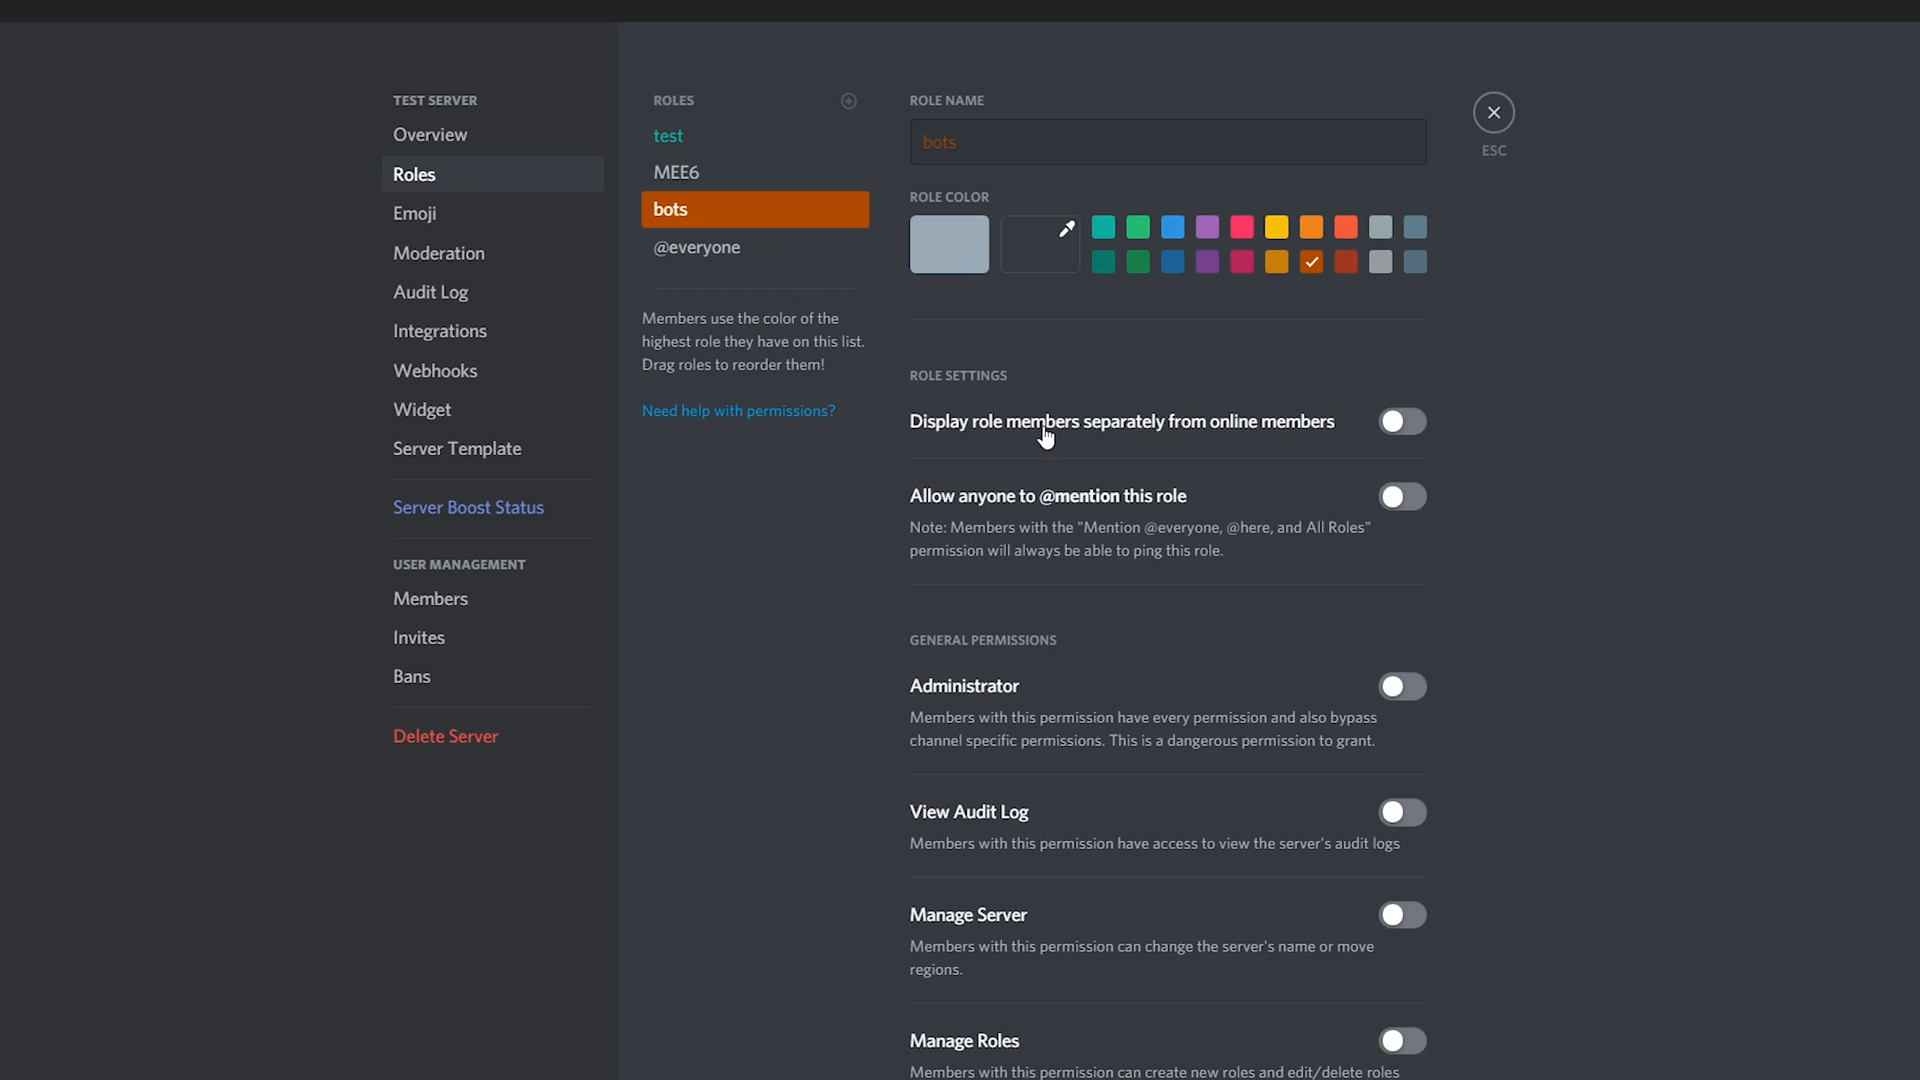 TEST SERVER
Overview
Roles
Emoji
Moderation
Audit Log
Integrations
Webhooks
Widget
Server Template
Server Boost Status
USER MANAGEMENT
Members
Invites
Bans
Delete Server
ROLES
test
MEE6
bots
@everyone
Members use the color of the
highest role they have on this list.
Drag roles to reorder them!
Need help with permissions?
ROLE NAME
bots
ROLE COLOR
ROLE SETTINGS
Display role members separately from online members
Allow anyone to @mention this role
Note: Members with the "Mention @everyone, @here, and All Roles"
permission will always be able to ping this role.
GENERAL PERMISSIONS
Administrator
Members with this permission have every permission and also bypass
channel specific permissions. This is a dangerous permission to grant.
View Audit Log
Members with this permission have access to view the server's audit logs
Manage Server
Members with this permission can change the server's name or move
regions.
Manage Roles
Members with this permission can create new roles and edit/delete roles
ESC